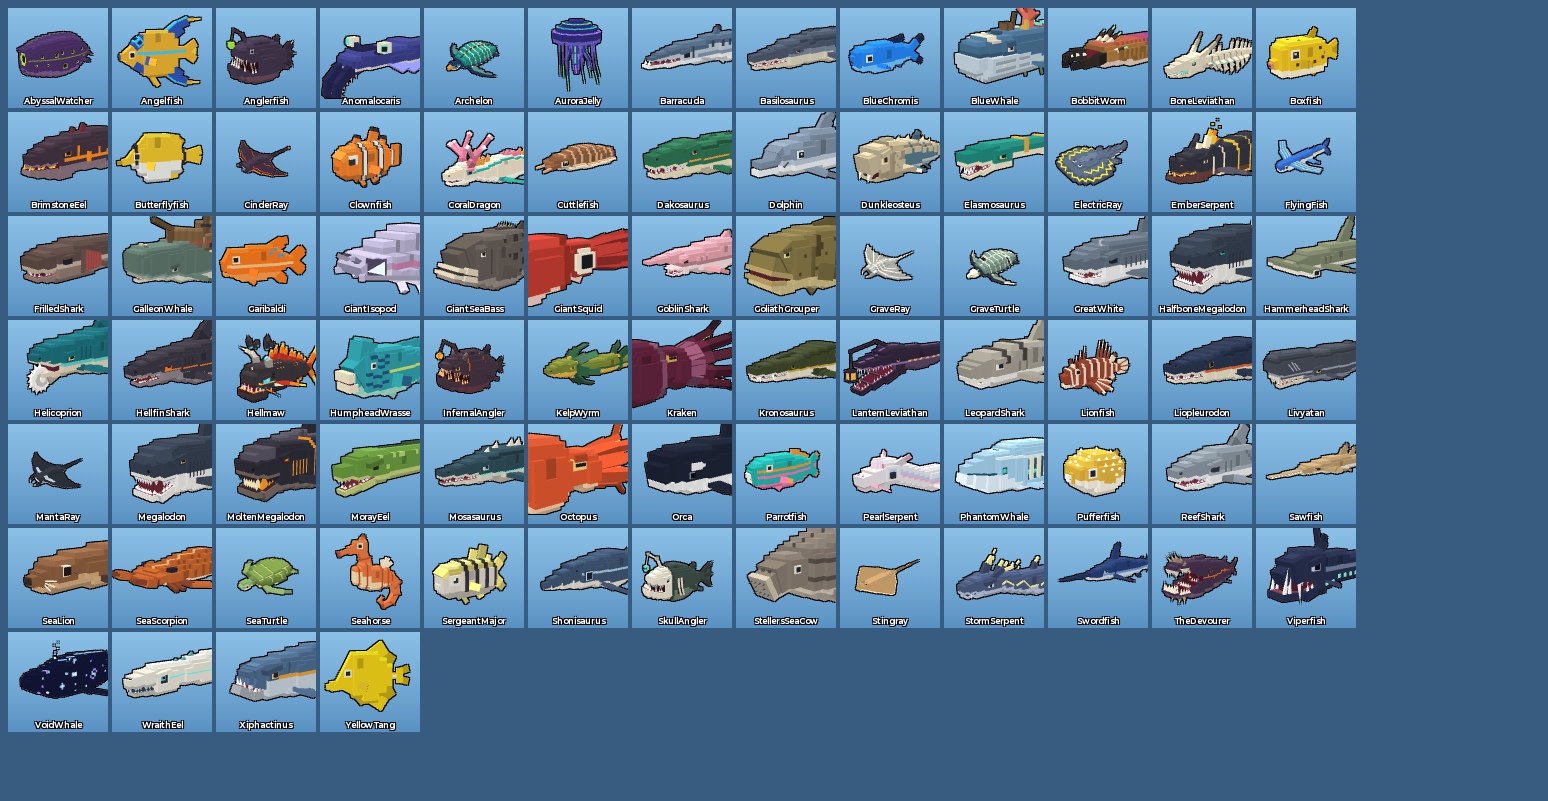 AbyssalWatcher
Angelfish
Anglerfish
Anomalocaris
Archelon
AuroraJelly
Barracuda
Basilosaurus
BlueChromis
BlueWhale
BobbitWorm
BoneLeviathan
Boxfish
BrimstoneEel
Butterflyfish
CinderRay
Clownfish
CoralDragon
Cuttlefish
Dakosaurus
Dolphin
Dunkleosteus
Elasmosaurus
ElectricRay
EmberSerpent
FlyingFish
FrilledShark
GalleonWhale
Garibaldi
GiantIsopod
GiantSeaBass
GiantSquid
GoblinShark
GoliathGrouper
GraveRay
GraveTurtle
GreatWhite
HalfboneMegalodon
HammerheadShark
Helicoprion
HellfinShark
Hellmaw
HumpheadWrasse
InfernalAngler
KelpWyrm
Kraken
Kronosaurus
LanternLeviathan
LeopardShark
Lionfish
Liopleurodon
Livyatan
MantaRay
Megalodon
MoltenMegalodon
MorayEel
Mosasaurus
Octopus
Orca
Parrotfish
PearlSerpent
PhantomWhale
Pufferfish
ReefShark
Sawfish
SeaLion
SeaScorpion
SeaTurtle
Seahorse
SergeantMajor
Shonisaurus
SkullAngler
StellersSeaCow
Stingray
StormSerpent
Swordfish
TheDevourer
Viperfish
VoidWhale
WraithEel
Xiphactinus
YellowTang